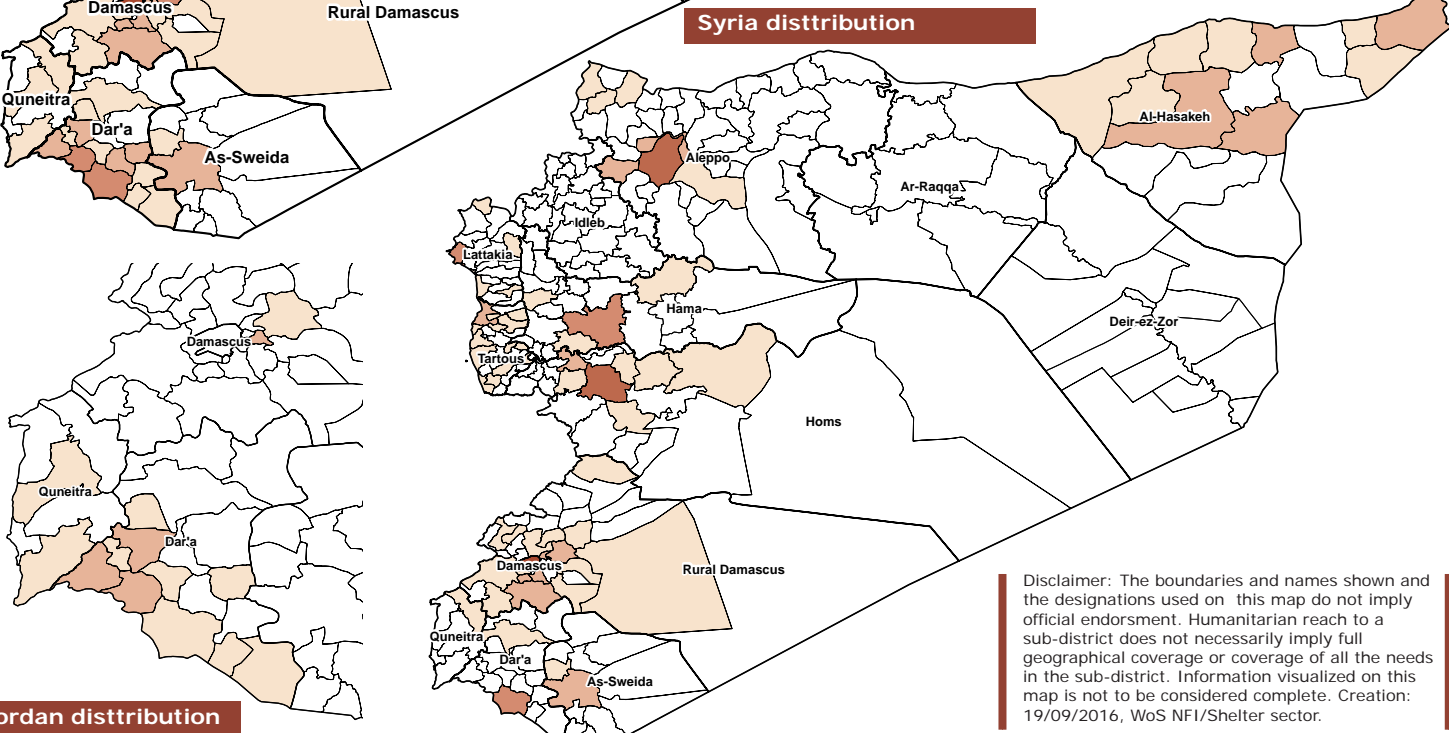 Damascus
Rural Damascus
Quneitra
Dar'a
As-Sweida
Syria disttribution
Al-Hasakeh
Aleppo
Ar-Raqqa
Idleb
Lattakia
Hama
Deir-ez-Zor
Tartous
Homs
Damascus
Rural Damascus
Quneitra
Dar'a
As-Sweida
Damascus
Quneitra
Dar'a
ordan disttribution
Disclaimer: The boundaries and names shown and
the designations used on this map do not imply
official endorsment. Humanitarian reach to a
sub-district does not necessarily imply full
geographical coverage or coverage of all the needs
in the sub-district. Information visualized on this
map is not to be considered complete. Creation:
19/09/2016, WoS NFI/Shelter sector.